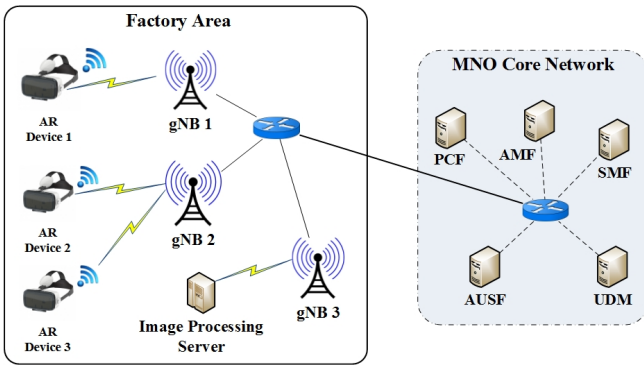 Factory Area
AR
Device 1
gNB 1
AR
Device 2
gNB 2
AR
Device 3
Image Processing
Server
gNB 3
MNO Core Network
PCF
AMF
SMF
AUSF
UDM